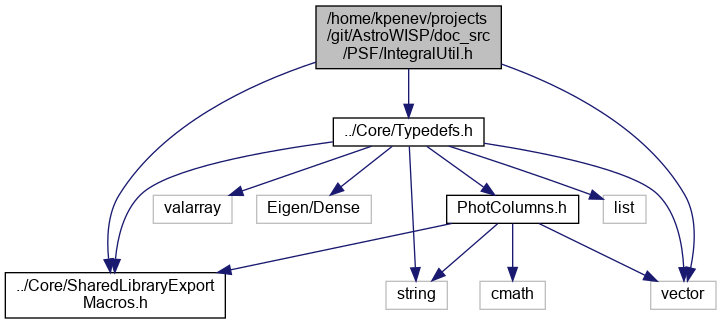 /home/kpenev/projects
/git/AstroWISP/doc_src
/PSF/IntegralUtil.h
../Core/Typedefs.h
valarray
Eigen/Dense
PhotColumns.h
list
../Core/SharedLibraryExport
Macros.h
string
cmath
vector